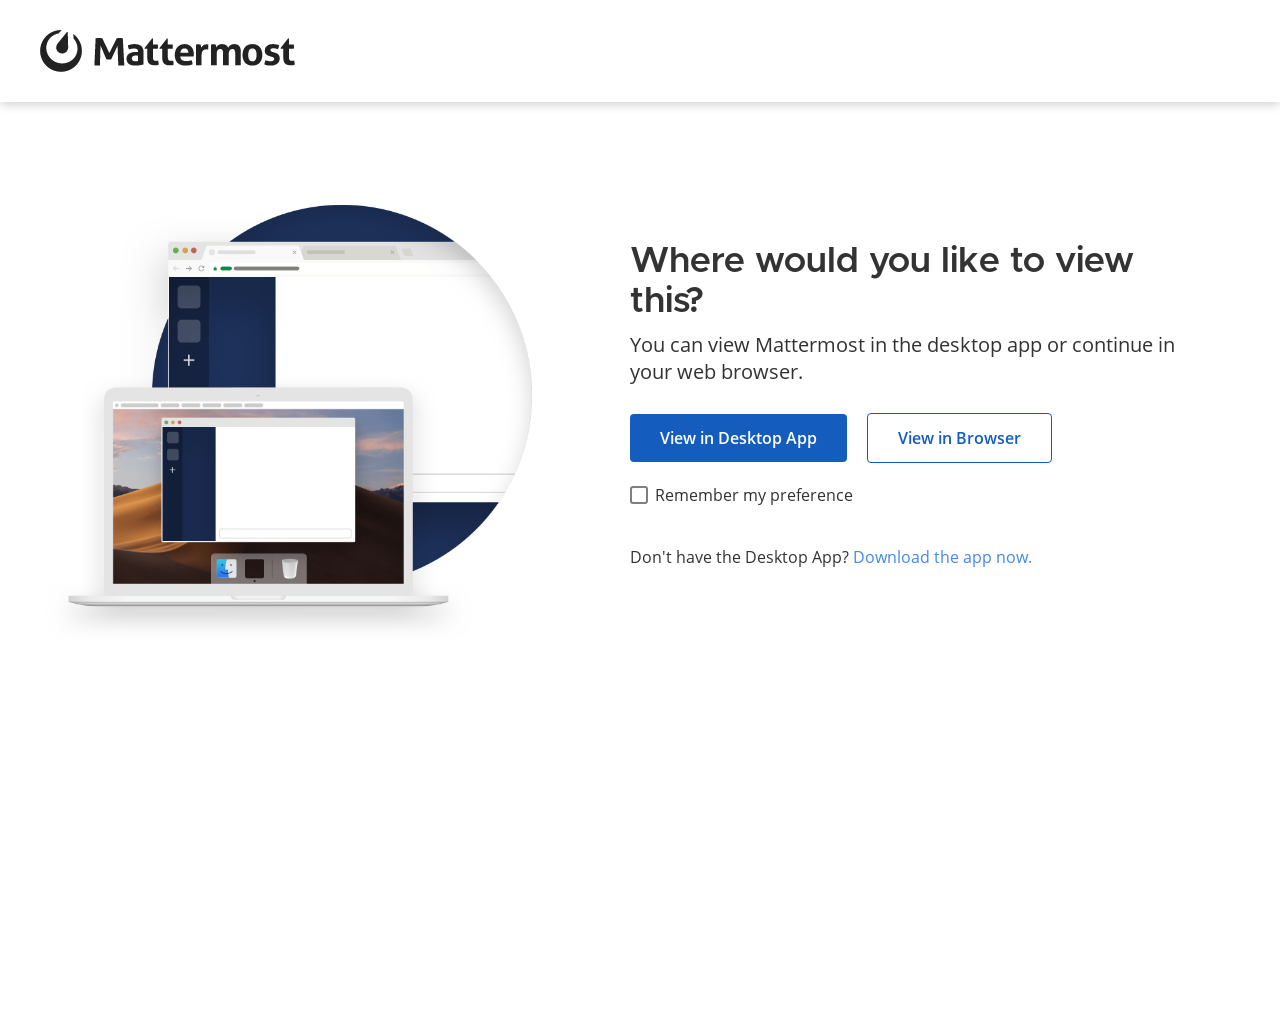 Mattermost
Where would you like to view
this?
You can view Mattermost in the desktop app or continue in
your web browser.
View in Desktop App
View in Browser
Remember my preference
Don't have the Desktop App? Download the app now.